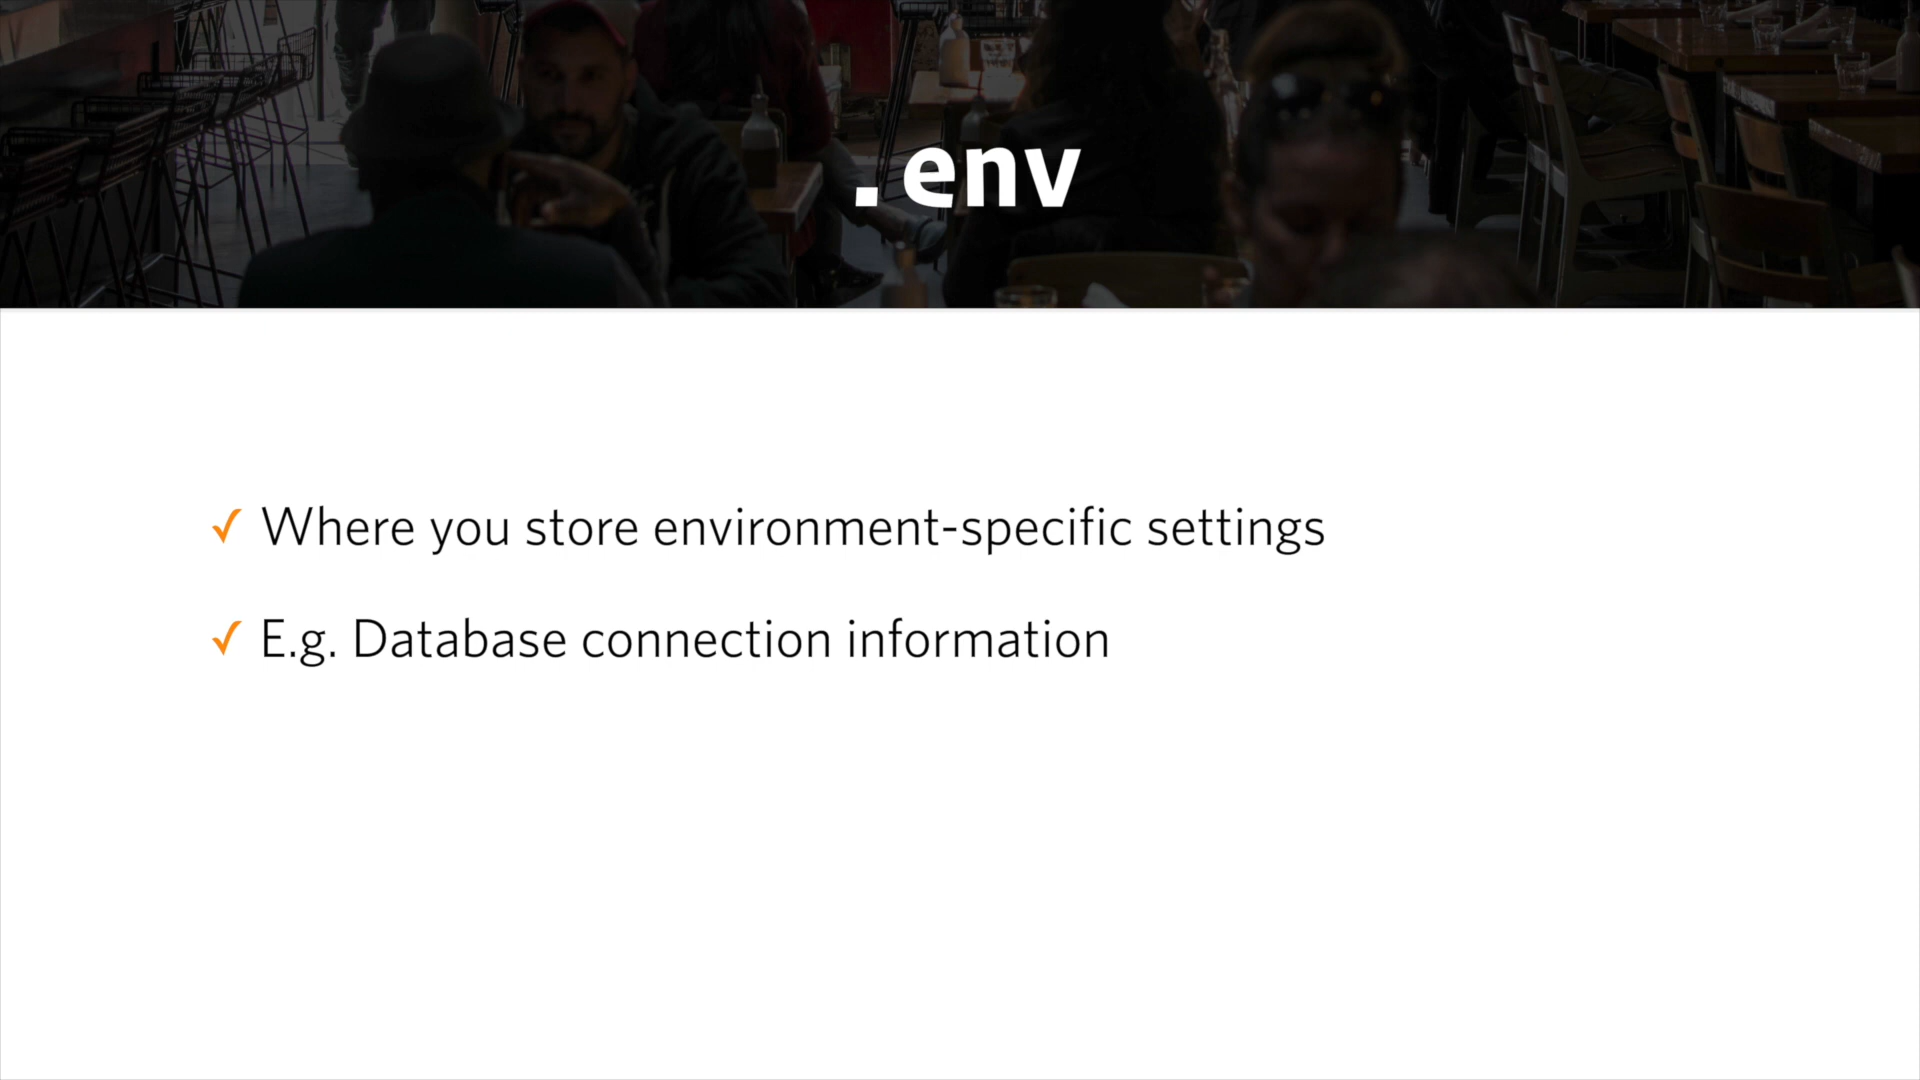 .env
✓ Where you store environment-specific settings
✓ E.g. Database connection information